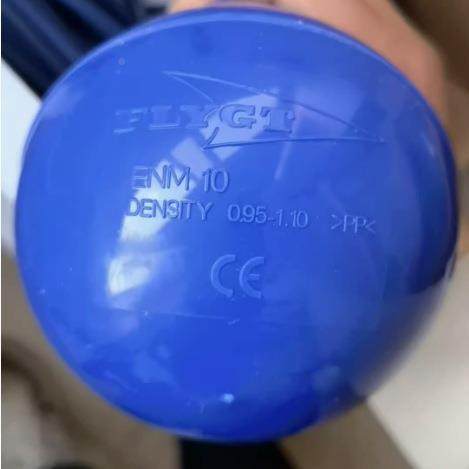 FLYGT
ENM 10
DENSITY 0.95-1.10 >PP<
CE